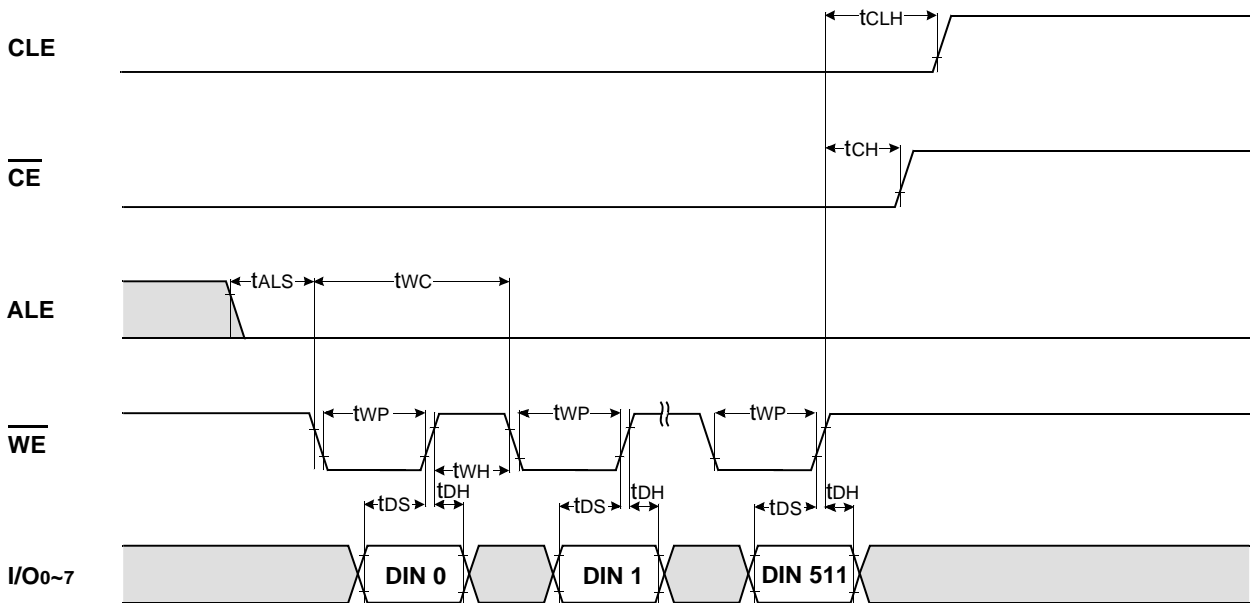 tCLH
CLE
tCH
CE
tALS
tWC
ALE
tWP
tWP
tWP
WE
tWH
tDH
tDH
tDH
tDS
tDS
tDS
I/O0~7
DIN 0
DIN 1
DIN 511